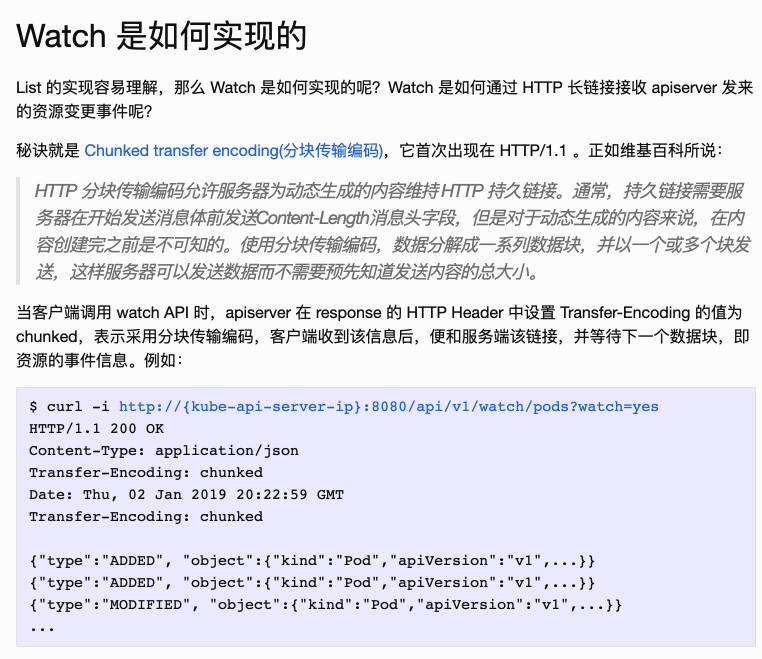 Watch 是如何实现的
List 的实现容易理解，那么 Watch 是如何实现的呢？Watch 是如何通过 HTTP 长链接接收 apiserver 发来
的资源变更事件呢？
秘诀就是 Chunked transfer encoding(分块传输编码)，它首次出现在 HTTP/1.1 。正如维基百科所说：
HTTP 分块传输编码允许服务器为动态生成的内容维持 HTTP 持久链接。通常，持久链接需要服
务器在开始发送消息体前发送Content-Length消息头字段，但是对于动态生成的内容来说，在内
容创建完之前是不可知的。使用分块传输编码，数据分解成一系列数据块，并以一个或多个块发
送，这样服务器可以发送数据而不需要预先知道发送内容的总大小。
当客户端调用 watch API 时，apiserver 在 response 的 HTTP Header 中设置 Transfer-Encoding 的值为
chunked，表示采用分块传输编码，客户端收到该信息后，便和服务端该链接，并等待下一个数据块，即
资源的事件信息。例如：
$ curl -i http://{kube-api-server-ip}:8080/api/v1/watch/pods?watch=yes
HTTP/1.1 200 OK
Content-Type: application/json
Transfer-Encoding: chunked
Date: Thu, 02 Jan 2019 20:22:59 GMT
Transfer-Encoding: chunked
{"type":"ADDED", "object":{"kind":"Pod","apiVersion":"v1",...}}
{"type":"ADDED", "object":{"kind":"Pod","apiVersion":"v1",...}}
{"type":"MODIFIED", "object":{"kind":"Pod","apiVersion":"v1",...}}
...